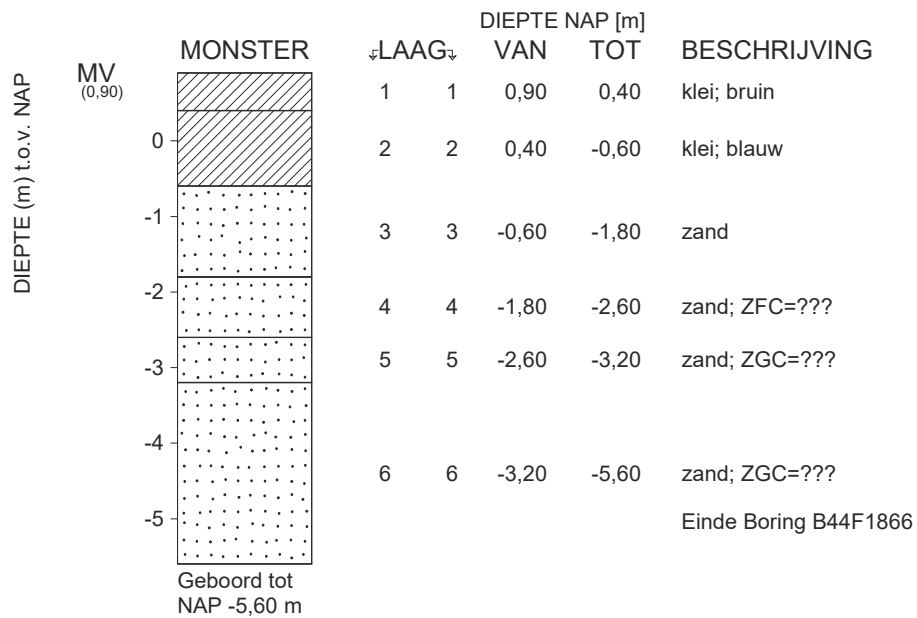 DIEPTE NAP [m]
MONSTER LAAG VAN TOT BESCHRIJVING
MV
(0,90)
1 1 0,90 0,40 klei; bruin
0
2 2 0,40 -0,60 klei; blauw
-1
3 3 -0,60 -1,80 zand
-2
4 4 -1,80 -2,60 zand; ZFC=???
-3
5 5 -2,60 -3,20 zand; ZGC=???
-4
6 6 -3,20 -5,60 zand; ZGC=???
-5
Einde Boring B44F1866
Geboord tot
NAP -5,60 m
DIEPTE (m) t.o.v. NAP